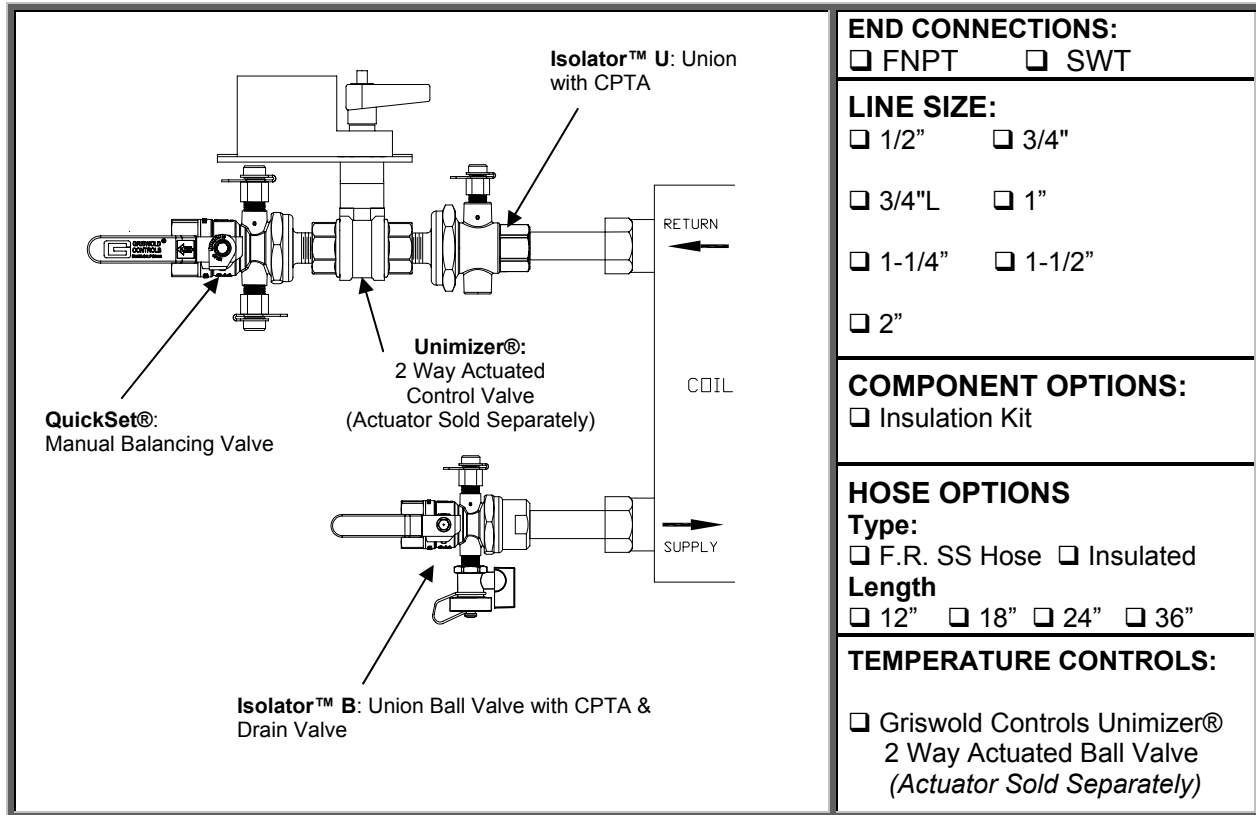 Isolator™ U: Union
with CPTA
RETURN
GRISWOLD
CONTROLS
Unimizer®:
2 Way Actuated
Control Valve
(Actuator Sold Separately)
COIL
QuickSet®:
Manual Balancing Valve
SUPPLY
Isolator™ B: Union Ball Valve with CPTA &
Drain Valve
END CONNECTIONS:
❑ FNPT ❑ SWT
LINE SIZE:
❑ 1/2” ❑ 3/4"
❑ 3/4"L ❑ 1”
❑ 1-1/4” ❑ 1-1/2”
❑ 2”
COMPONENT OPTIONS:
❑ Insulation Kit
HOSE OPTIONS
Type:
❑ F.R. SS Hose ❑ Insulated
Length
❑ 12” ❑ 18” ❑ 24” ❑ 36”
TEMPERATURE CONTROLS:
❑ Griswold Controls Unimizer®
2 Way Actuated Ball Valve
(Actuator Sold Separately)